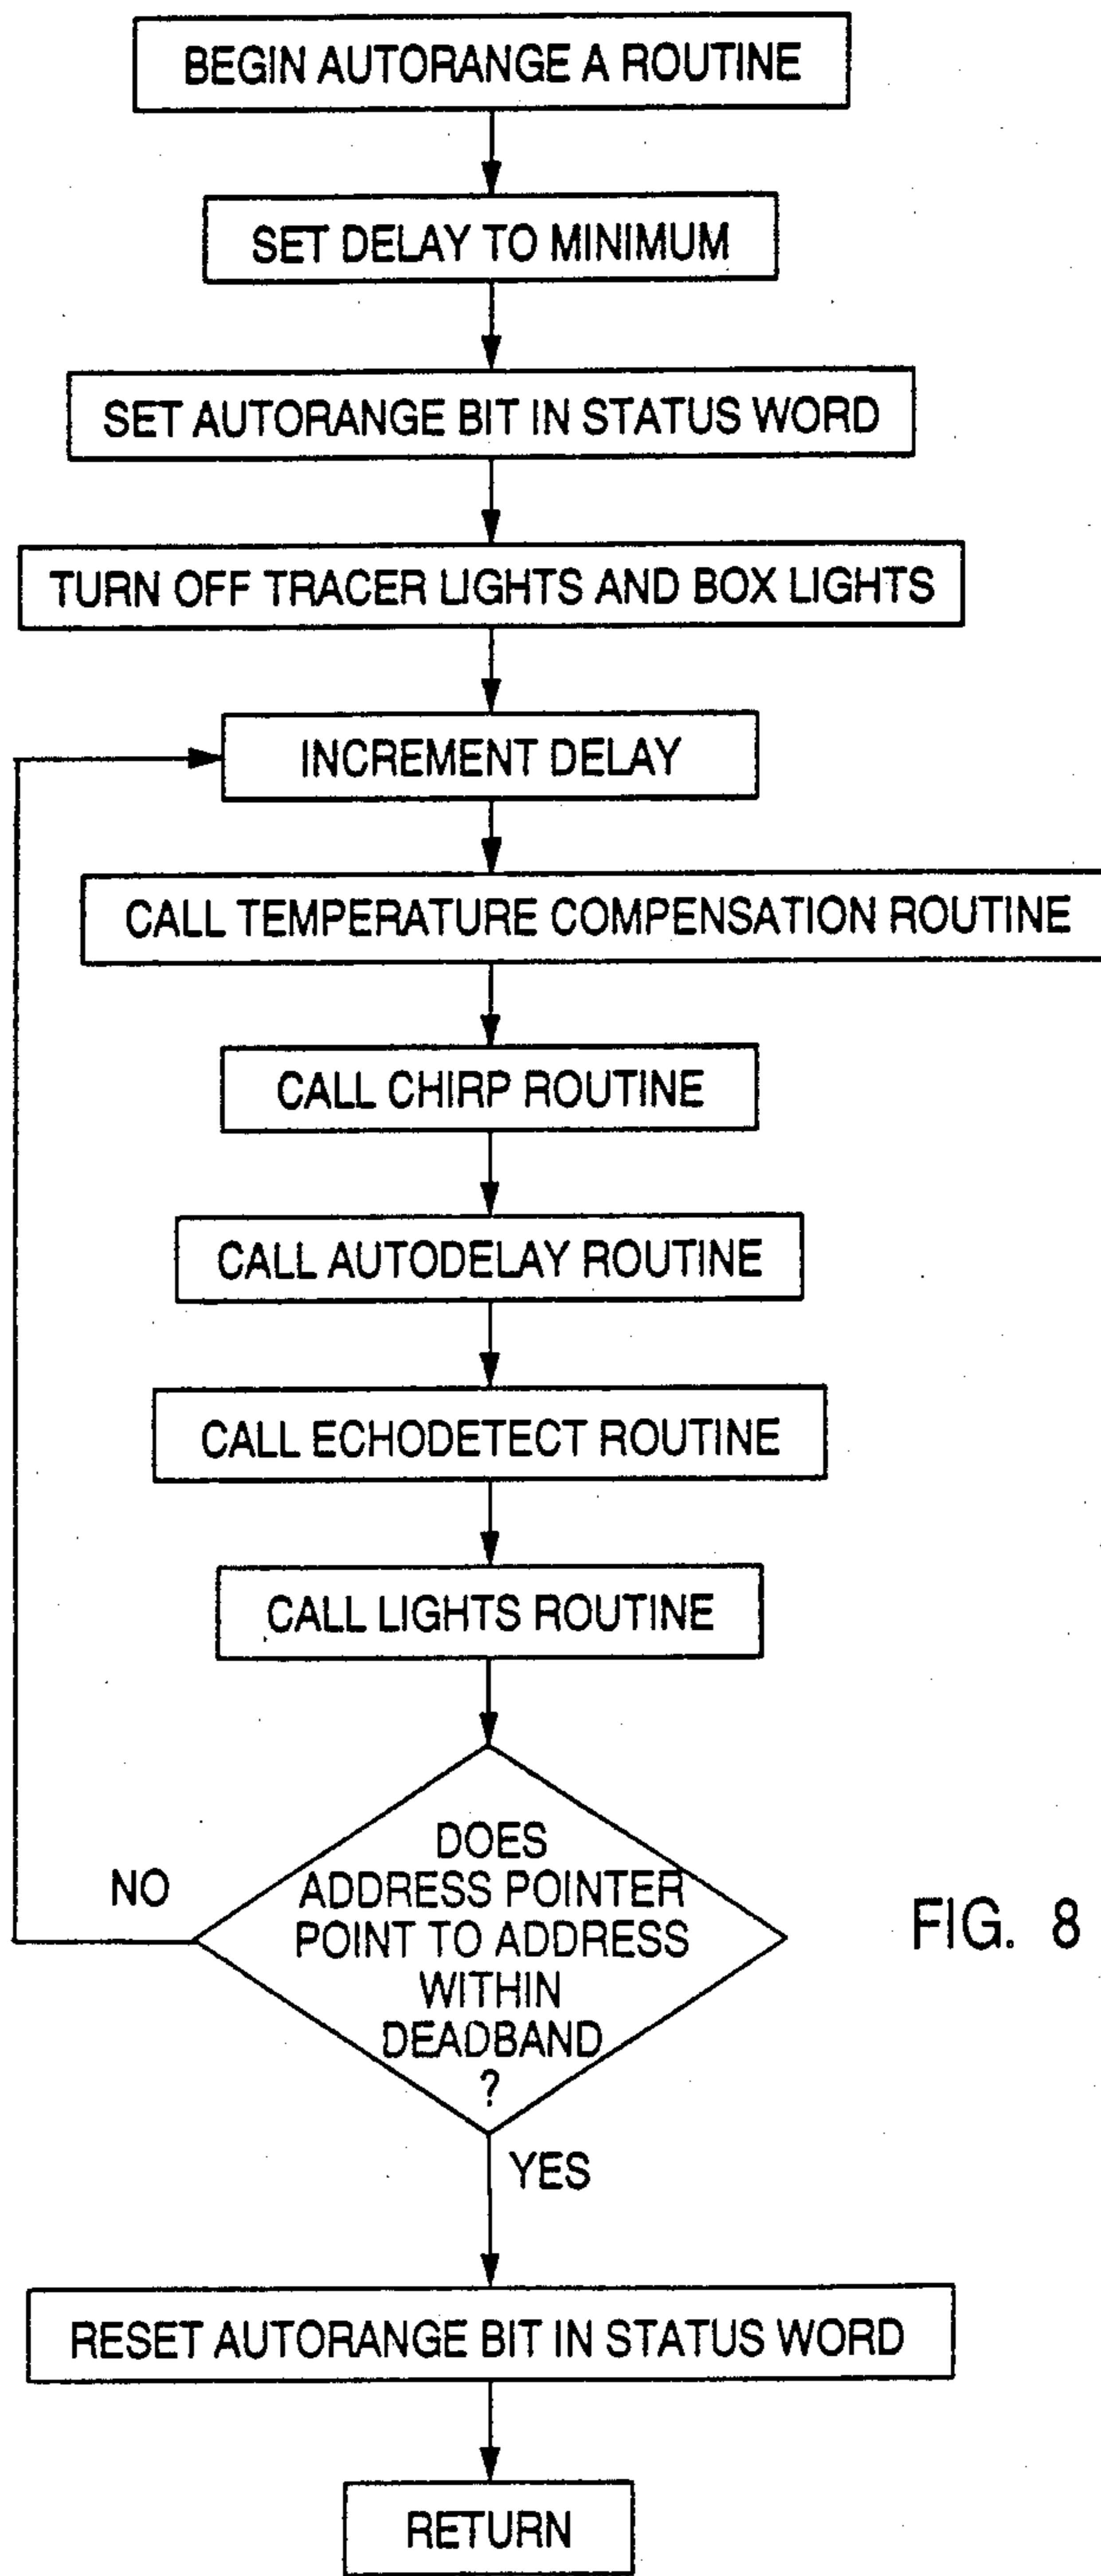 BEGIN AUTORANGE A ROUTINE
SET DELAY TO MINIMUM
SET AUTORANGE BIT IN STATUS WORD
TURN OFF TRACER LIGHTS AND BOX LIGHTS
INCREMENT DELAY
CALL TEMPERATURE COMPENSATION ROUTINE
CALL CHIRP ROUTINE
CALL AUTODELAY ROUTINE
CALL ECHODETECT ROUTINE
CALL LIGHTS ROUTINE
DOES
ADDRESS POINTER
POINT TO ADDRESS
WITHIN
DEADBAND
?
NO
YES
FIG. 8
RESET AUTORANGE BIT IN STATUS WORD
RETURN